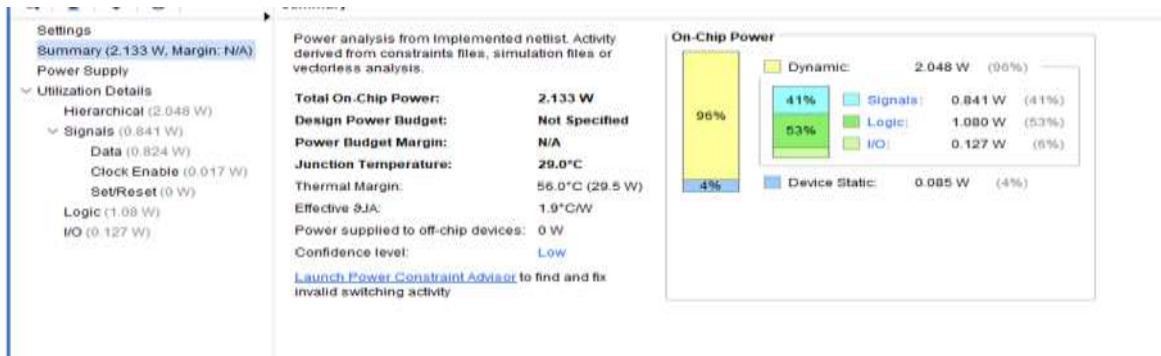 Settings
Summary (2.133 W, Margin: N/A)
Power Supply
Utilization Details
Hierarchical (2.048 W)
Signals (0.841 W)
Data (0.824 W)
Clock Enable (0.017 W)
Set/Reset (0 W)
Logic (1.08 W)
I/O (0.127 W)
Power analysis from Implemented netlist. Activity
derived from constraints files, simulation files or
vectorless analysis.
Total On-Chip Power: 2.133 W
Design Power Budget: Not Specified
Power Budget Margin: N/A
Junction Temperature: 29.0°C
Thermal Margin: 56.0°C (29.5 W)
Effective ϑJA: 1.9°C/W
Power supplied to off-chip devices: 0 W
Confidence level: Low
Launch Power Constraint Advisor to find and fix
invalid switching activity
On-Chip Power
96%
4%
Dynamic: 2.048 W (96%)
41%
53%
Signals: 0.841 W (41%)
Logic: 1.080 W (53%)
I/O: 0.127 W (6%)
Device Static: 0.085 W (4%)